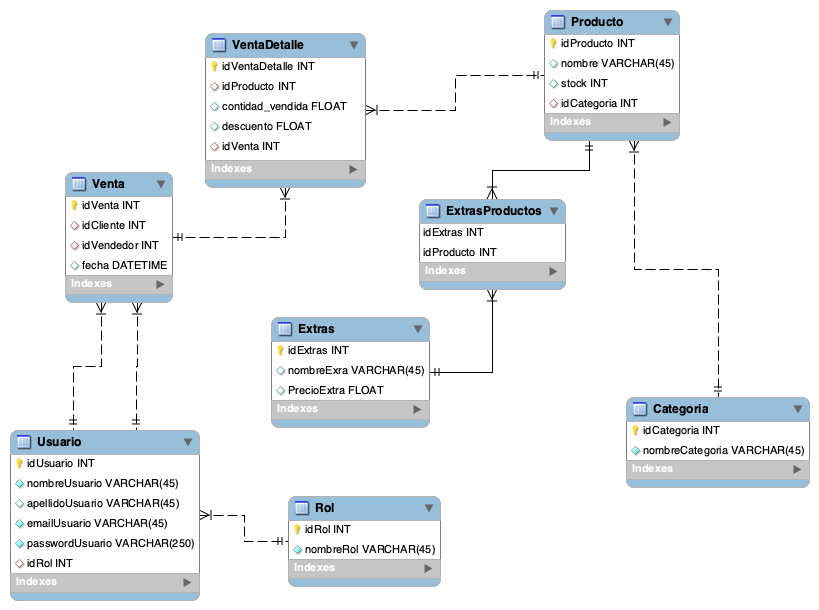 VentaDetalle
idVentaDetalle INT
idProducto INT
contidad_vendida FLOAT
descuento FLOAT
idVenta INT
Indexes
Producto
idProducto INT
nombre VARCHAR(45)
stock INT
idCategoria INT
Indexes
Venta
idVenta INT
idCliente INT
idVendedor INT
fecha DATETIME
Indexes
ExtrasProductos
idExtras INT
idProducto INT
Indexes
Extras
idExtras INT
nombreExra VARCHAR(45)
PrecioExtra FLOAT
Indexes
Categoria
idCategoria INT
nombreCategoria VARCHAR(45)
Indexes
Usuario
idUsuario INT
nombreUsuario VARCHAR(45)
apellidoUsuario VARCHAR(45)
emailUsuario VARCHAR(45)
passwordUsuario VARCHAR(250)
idRol INT
Indexes
Rol
idRol INT
nombreRol VARCHAR(45)
Indexes